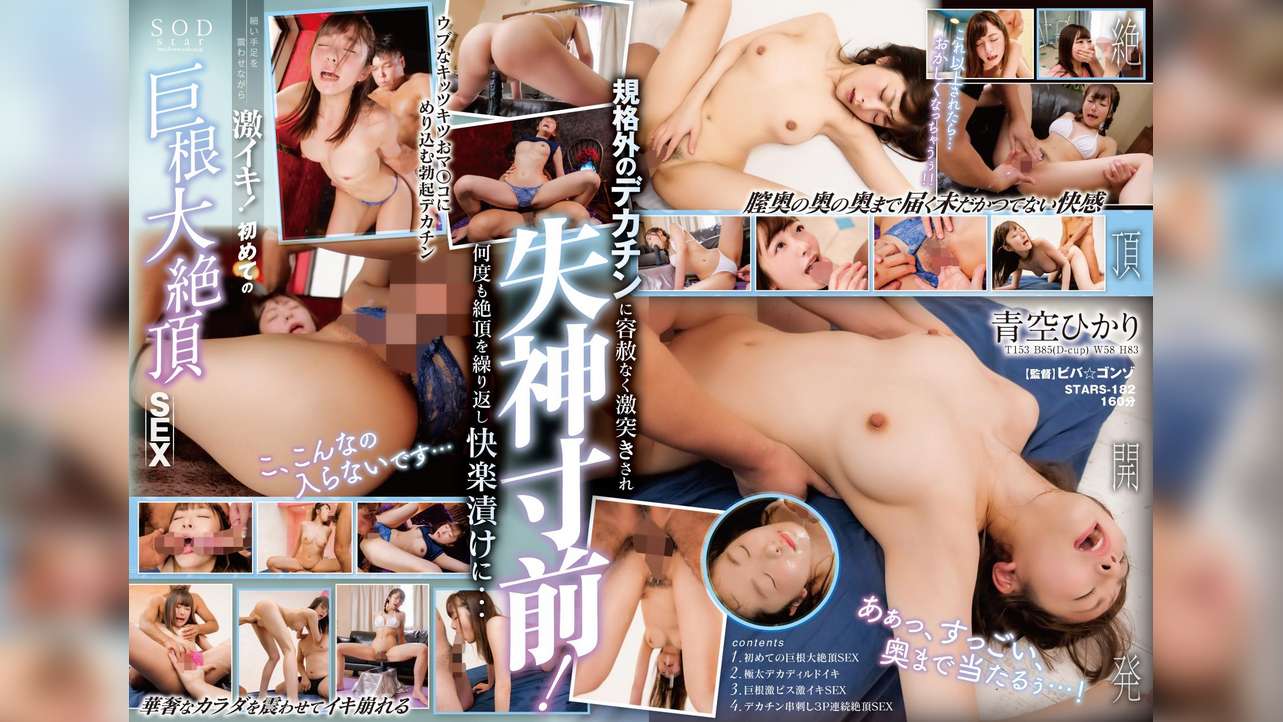 SOD
star
細い手足を
震わせながら
激イキ!初めての
巨根大絶頂
SEX
ウブなキッツキツおマ○コに
めり込む勃起デカチン
こ、こんなの
入らないです…
規格外のデカチンに容赦なく激突きされ
失神寸前!
何度も絶頂を繰り返し快楽漬けに・・・
これ以上されたら…
おかしくなっちゃうぅ!!
膣奥の奥の奥まで届く未だかつてない快感
絶
頂
開
発
青空ひかり
T153 B85(D-cup) W58 H83
【監督】ビバ☆ゴンゾ
STARS-182
160分
あぁっ、すっごい、
奥まで当たるぅ…!
contents
1.初めての巨根大絶頂SEX
2.極太デカディルドイキ
3.巨根激ピス激イキSEX
4.デカチン串刺し3P連続絶頂SEX
華奢なカラダを震わせてイキ崩れる